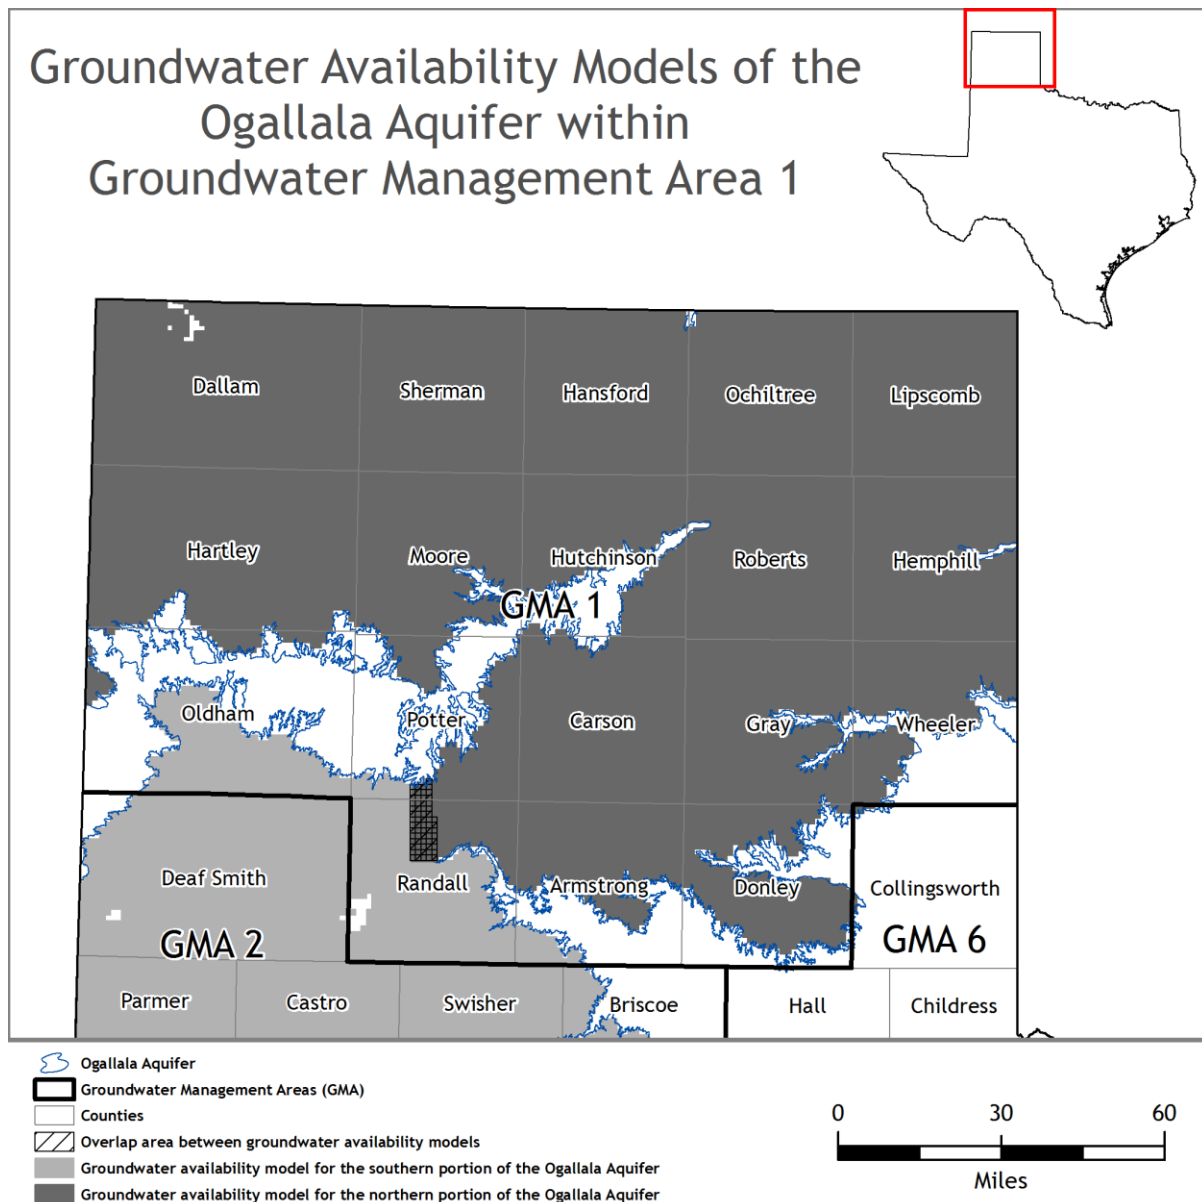 Groundwater Availability Models of the
Ogallala Aquifer within
Groundwater Management Area 1
Dallam
Sherman
Hansford
Ochiltree
Lipscomb
Hartley
Moore
Hutchinson
Roberts
Hemphill
GMA 1
Oldham
Potter
Carson
Gray
Wheeler
Deaf Smith
Randall
Armstrong
Donley
Collingsworth
GMA 2
GMA 6
Parmer
Castro
Swisher
Briscoe
Hall
Childress
Ogallala Aquifer
Groundwater Management Areas (GMA)
Counties
Overlap area between groundwater availability models
Groundwater availability model for the southern portion of the Ogallala Aquifer
Groundwater availability model for the northern portion of the Ogallala Aquifer
0 30 60
Miles